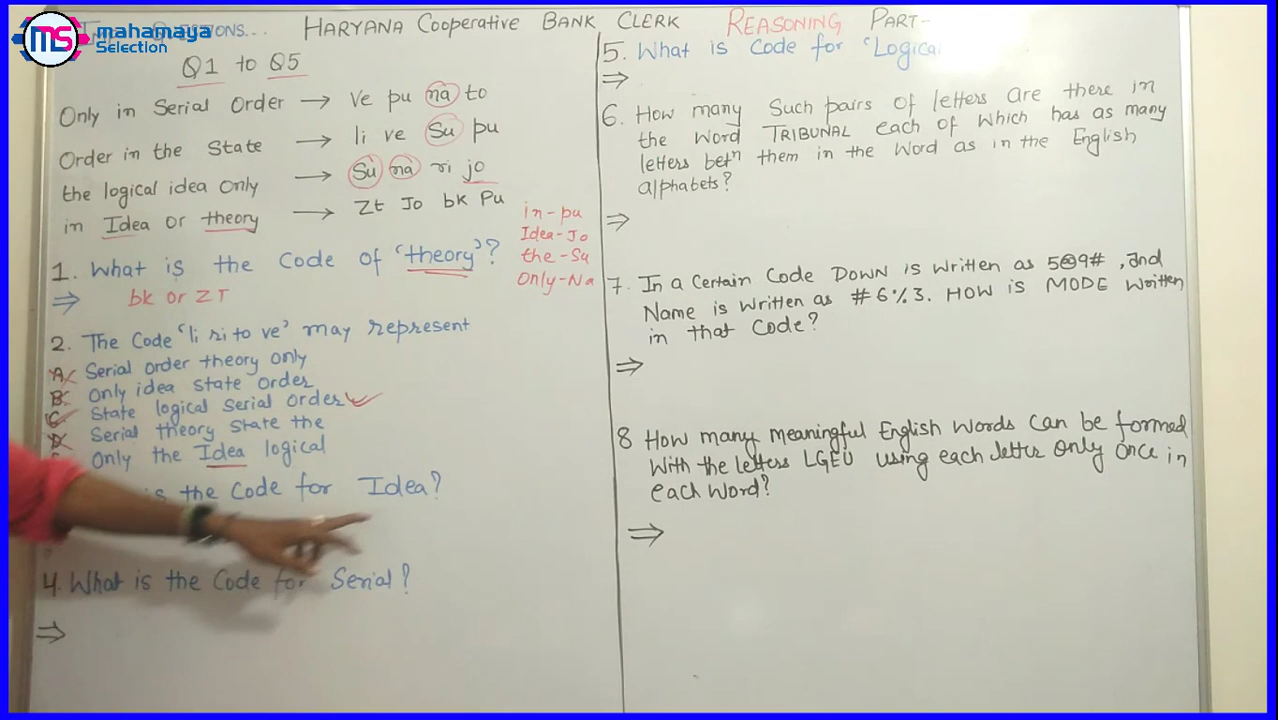 mahamaya
Selection
MS
QUESTIONS... HARYANA Cooperative BANK CLERK REASONING PART-
Q1 to Q5
Only in Serial Order → ve pu na to
Order in the State → li ve Su pu
the logical idea Only → Su na ri jo
in Idea or theory → Zt Jo bk Pu
in-pu
Idea-Jo
the-Su
Only-Na
1. What is the Code of 'theory'?
⇒ bk or ZT
2. The Code 'li ri to ve' may represent
A Serial order theory only
B. Only idea State order
C. State logical Serial order
D Serial theory State the
Only the Idea logical
is the Code for Idea?
4. What is the Code for Serial?
⇒
5. What is Code for 'Logical
⇒
6. How many Such pairs of letters are there in
the Word TRIBUNAL each of Which has as many
letters betn them in the Word as in the English
alphabets?
⇒
7. In a Certain Code DOWN is Written as 5@9#, and
Name is Written as #6%3. HOW is MODE Written
in that Code?
⇒
8 How many Meaningful English Words Can be formed
With the letters LGEU using each letter Only Once in
each Word?
⇒